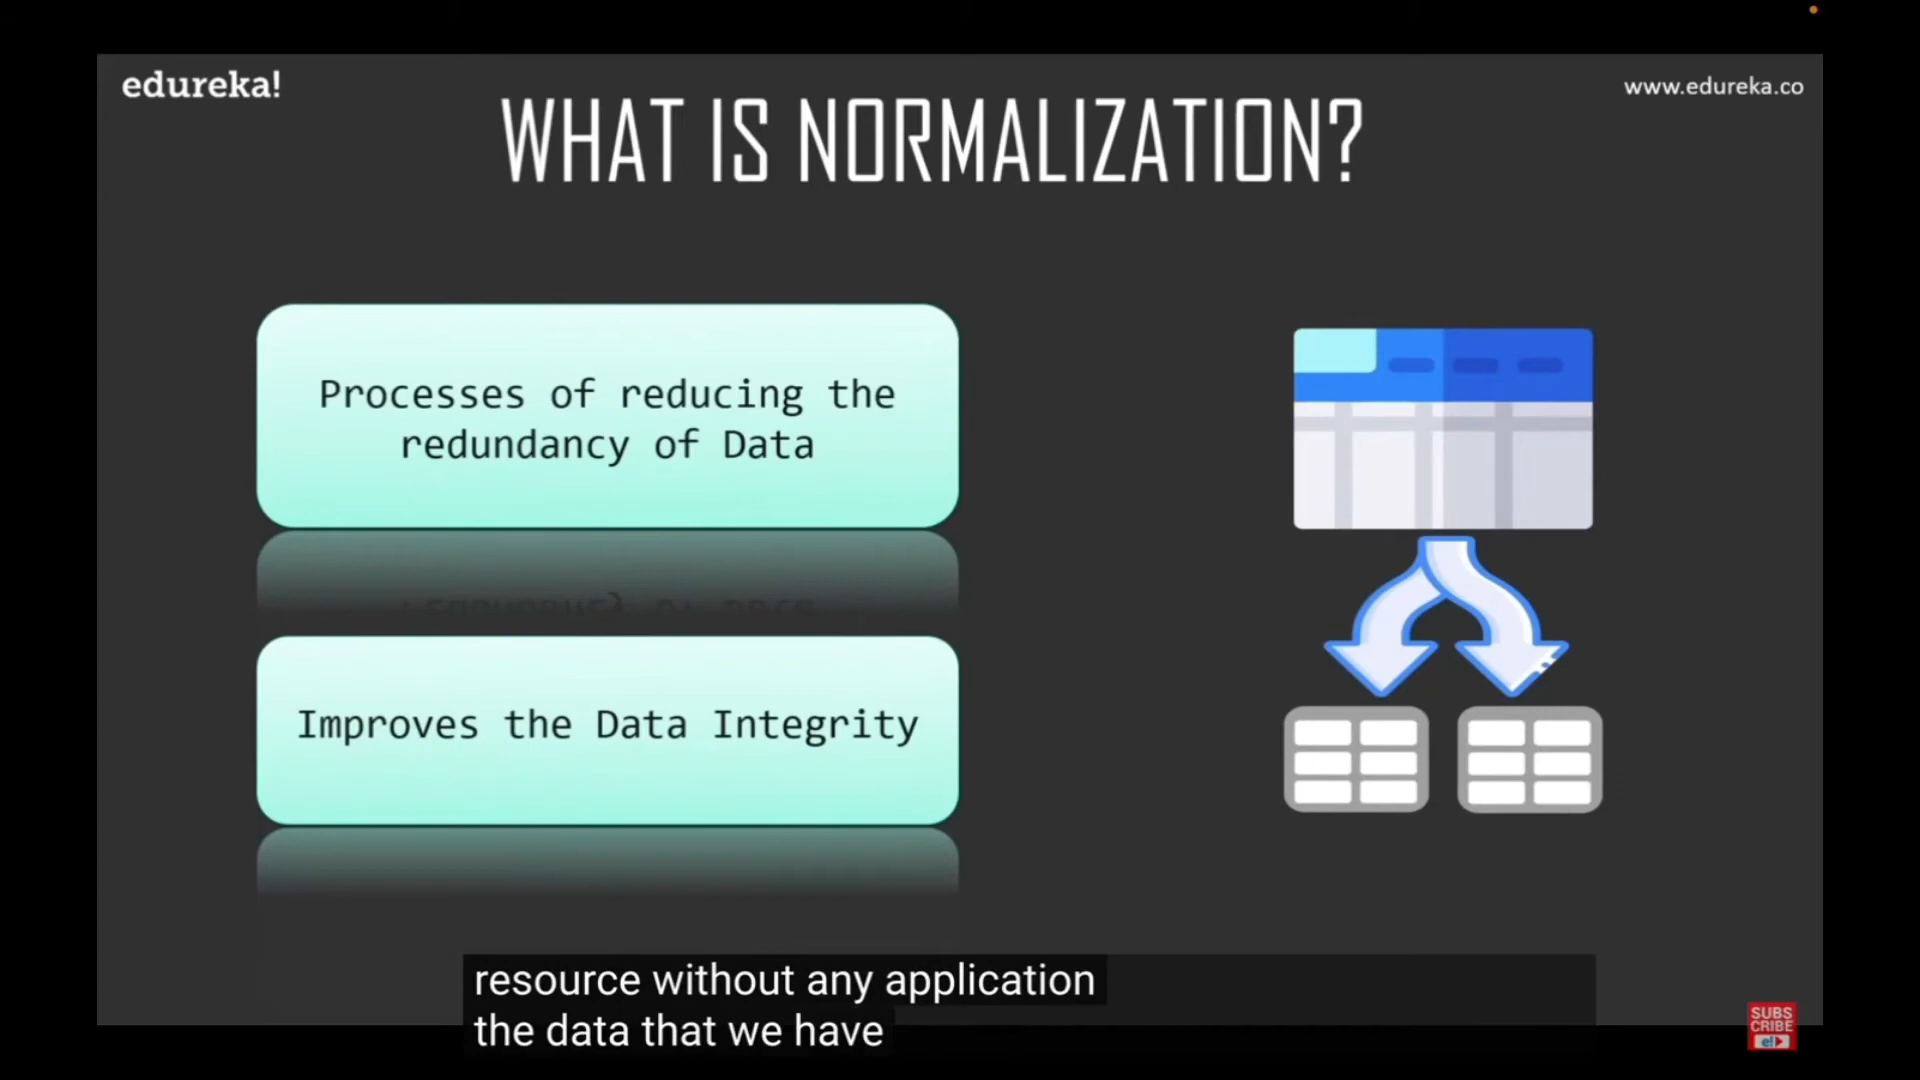 edureka!
www.edureka.co
WHAT IS NORMALIZATION?
Processes of reducing the
redundancy of Data
Improves the Data Integrity
resource without any application
the data that we have
SUBS
CRIBE
e!